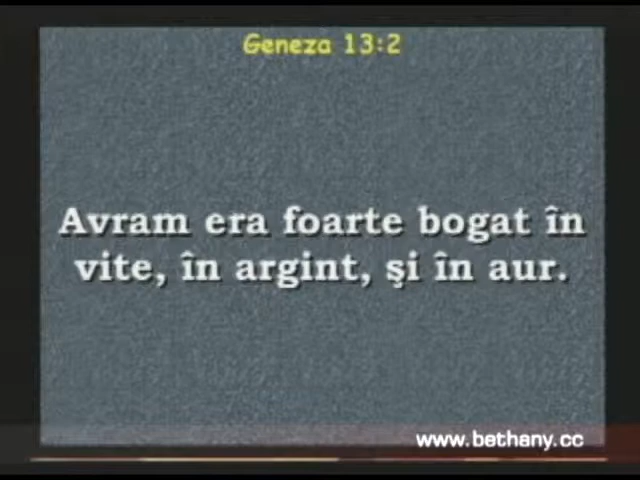 Geneza 13:2
Avram era foarte bogat în
vite, în argint, şi în aur.
www.bethany.cc